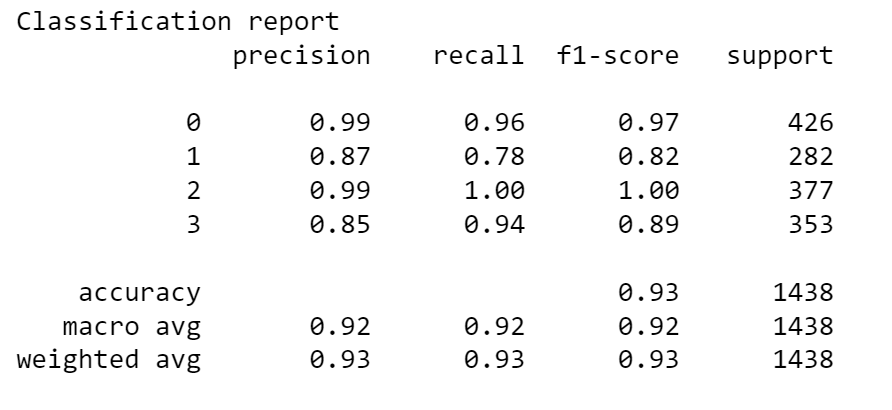 Classification report
precision recall f1-score support
0 0.99 0.96 0.97 426
1 0.87 0.78 0.82 282
2 0.99 1.00 1.00 377
3 0.85 0.94 0.89 353
accuracy 0.93 1438
macro avg 0.92 0.92 0.92 1438
weighted avg 0.93 0.93 0.93 1438